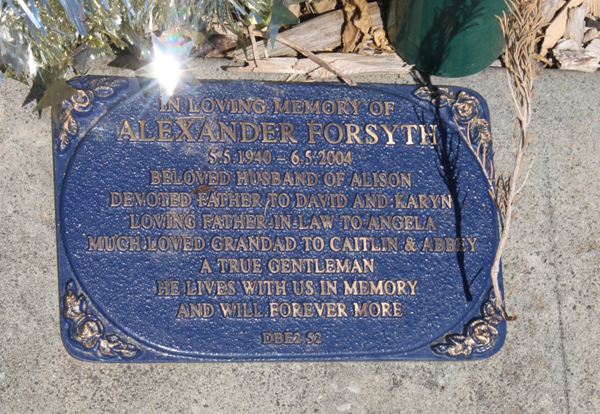 IN LOVING MEMORY OF
ALEXANDER FORSYTH
5.5.1940 - 6.5.2004
BELOVED HUSBAND OF ALISON
DEVOTED FATHER TO DAVID AND KARYN
LOVING FATHER-IN-LAW TO ANGELA
MUCH LOVED GRANDAD TO CAITLIN & ABBEY
A TRUE GENTLEMAN
HE LIVES WITH US IN MEMORY
AND WILL FOREVER MORE
DBE2 S2